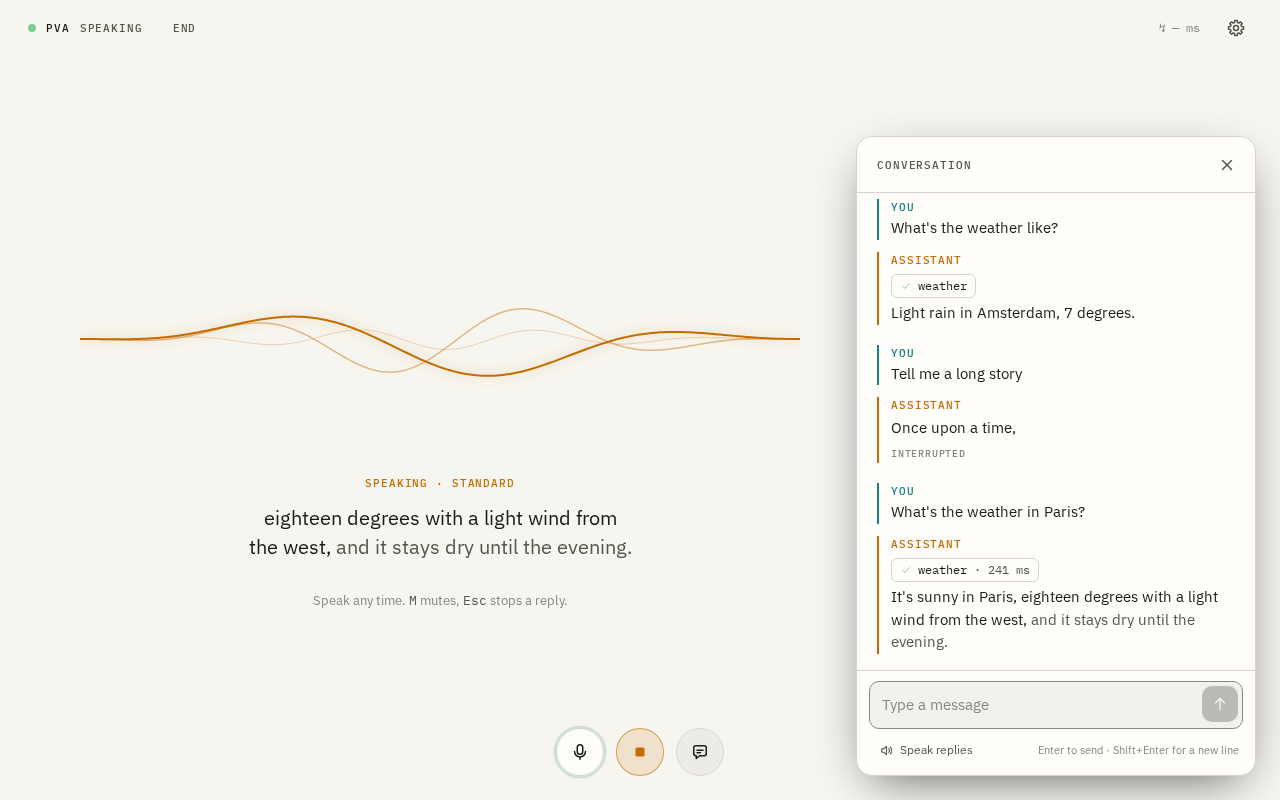 PVA SPEAKING END
↯ — ms
CONVERSATION
YOU
What's the weather like?
ASSISTANT
weather
Light rain in Amsterdam, 7 degrees.
YOU
Tell me a long story
ASSISTANT
Once upon a time,
INTERRUPTED
YOU
What's the weather in Paris?
ASSISTANT
weather · 241 ms
It's sunny in Paris, eighteen degrees with a light
wind from the west, and it stays dry until the
evening.
Type a message
Speak replies
Enter to send · Shift+Enter for a new line
SPEAKING · STANDARD
eighteen degrees with a light wind from
the west, and it stays dry until the evening.
Speak any time. M mutes, Esc stops a reply.